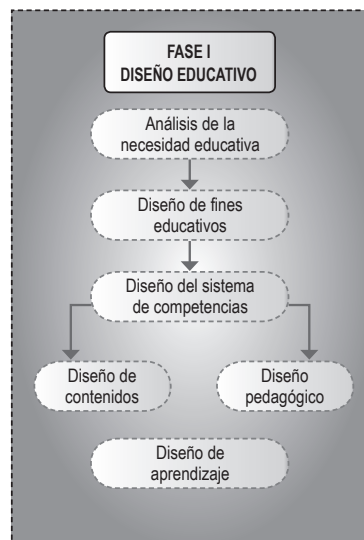 FASE I
DISEÑO EDUCATIVO
Análisis de la
necesidad educativa
Diseño de fines
educativos
Diseño del sistema
de competencias
Diseño de
contenidos
Diseño
pedagógico
Diseño de
aprendizaje